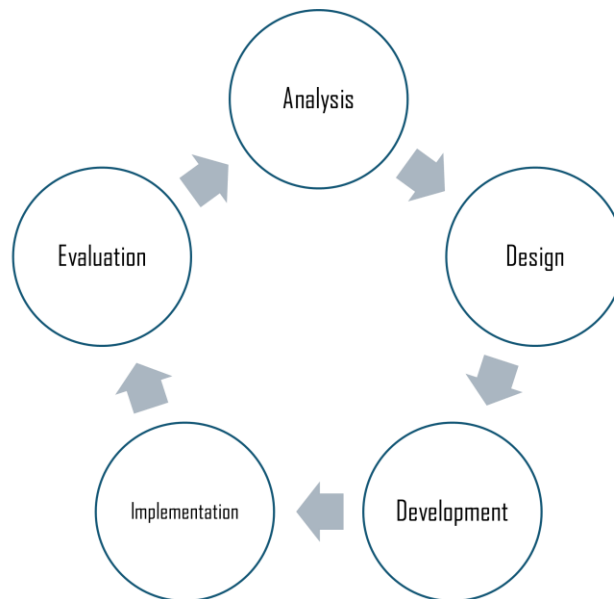 Analysis
Design
Development
Implementation
Evaluation